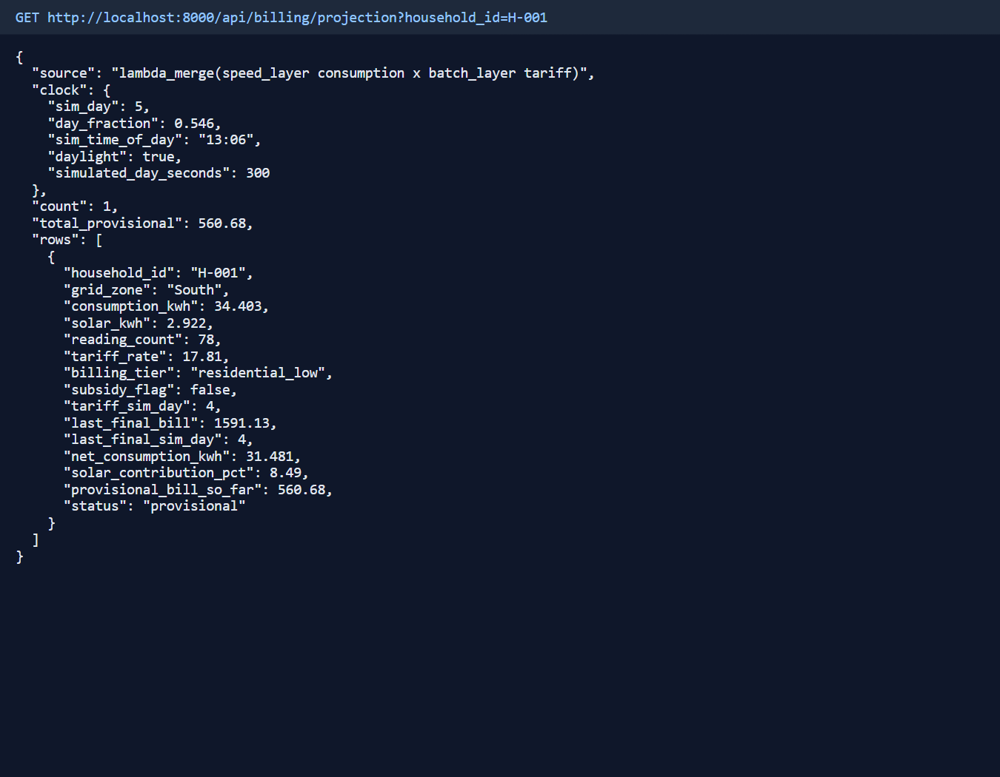 GET http://localhost:8000/api/billing/projection?household_id=H-001
{
  "source": "lambda_merge(speed_layer consumption x batch_layer tariff)",
  "clock": {
    "sim_day": 5,
    "day_fraction": 0.546,
    "sim_time_of_day": "13:06",
    "daylight": true,
    "simulated_day_seconds": 300
  },
  "count": 1,
  "total_provisional": 560.68,
  "rows": [
    {
      "household_id": "H-001",
      "grid_zone": "South",
      "consumption_kwh": 34.403,
      "solar_kwh": 2.922,
      "reading_count": 78,
      "tariff_rate": 17.81,
      "billing_tier": "residential_low",
      "subsidy_flag": false,
      "tariff_sim_day": 4,
      "last_final_bill": 1591.13,
      "last_final_sim_day": 4,
      "net_consumption_kwh": 31.481,
      "solar_contribution_pct": 8.49,
      "provisional_bill_so_far": 560.68,
      "status": "provisional"
    }
  ]
}